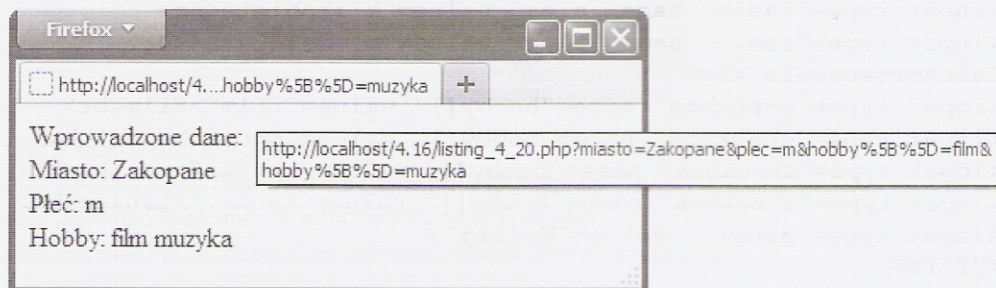 Firefox
http://localhost/4....hobby%5B%5D=muzyka
+
Wprowadzone dane:
http://localhost/4.16/listing_4_20.php?miasto=Zakopane&plec=m&hobby%5B%5D=film&
hobby%5B%5D=muzyka
Miasto: Zakopane
Płeć: m
Hobby: film muzyka